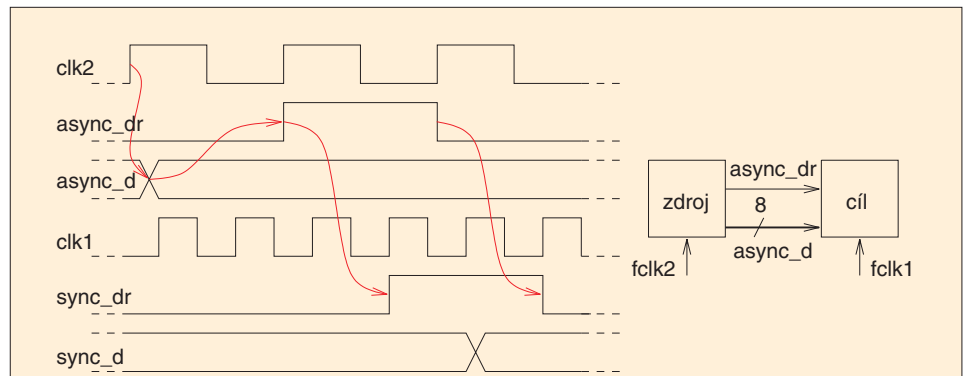 clk2
async_dr
async_d
clk1
sync_dr
sync_d
async_dr
zdroj
8
cíl
async_d
fclk2
fclk1